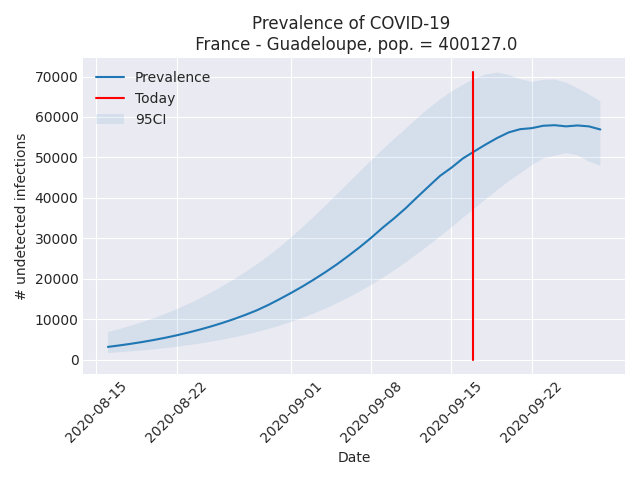 Prevalence of COVID-19
France - Guadeloupe, pop. = 400127.0
Prevalence
Today
95CI
# undetected infections
70000
60000
50000
40000
30000
20000
10000
0
2020-08-15
2020-08-22
2020-09-01
2020-09-08
2020-09-15
2020-09-22
Date